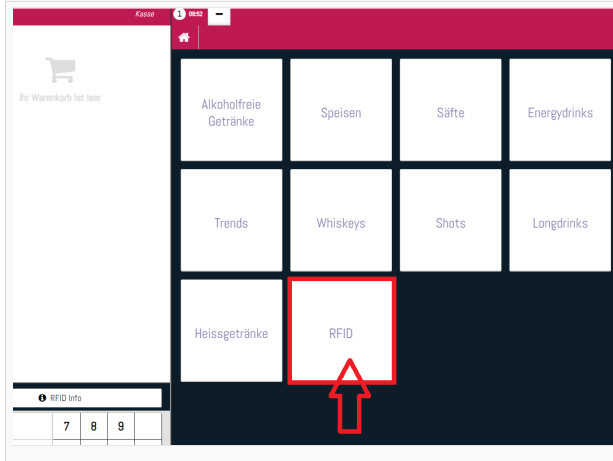 Kasse
1 09:52
Ihr Warenkorb ist leer
Alkoholfreie
Getränke
Speisen
Säfte
Energydrinks
Trends
Whiskeys
Shots
Longdrinks
Heissgetränke
RFID
RFID Info
7 8 9